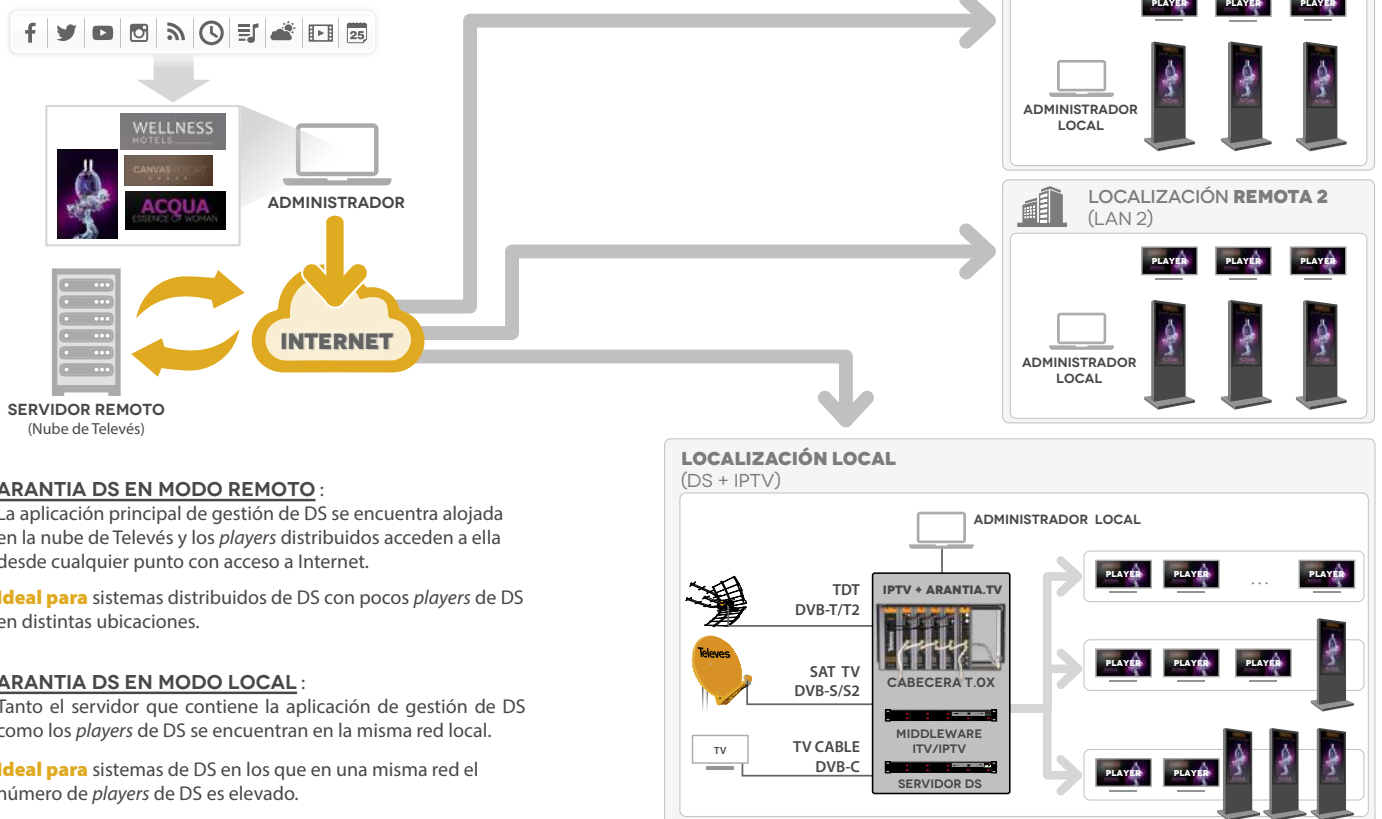 PLAYER PLAYER PLAYER
25
ADMINISTRADOR
LOCAL
WELLNESS
HOTELS
CANVAS RESORT
ACQUA
ESSENCE OF WOMAN
ADMINISTRADOR
LOCALIZACIÓN REMOTA 2
(LAN 2)
PLAYER PLAYER PLAYER
INTERNET
ADMINISTRADOR
LOCAL
SERVIDOR REMOTO
(Nube de Televés)
ARANTIA DS EN MODO REMOTO :
La aplicación principal de gestión de DS se encuentra alojada
en la nube de Televés y los players distribuidos acceden a ella
desde cualquier punto con acceso a Internet.
Ideal para sistemas distribuidos de DS con pocos players de DS
en distintas ubicaciones.
ARANTIA DS EN MODO LOCAL :
Tanto el servidor que contiene la aplicación de gestión de DS
como los players de DS se encuentran en la misma red local.
Ideal para sistemas de DS en los que en una misma red el
número de players de DS es elevado.
LOCALIZACIÓN LOCAL
(DS + IPTV)
ADMINISTRADOR LOCAL
TDT
DVB-T/T2
IPTV + ARANTIA.TV
Televes
SAT TV
DVB-S/S2
CABECERA T.OX
TV
TV CABLE
DVB-C
MIDDLEWARE
ITV/IPTV
SERVIDOR DS
PLAYER PLAYER ... PLAYER
PLAYER PLAYER PLAYER
PLAYER PLAYER